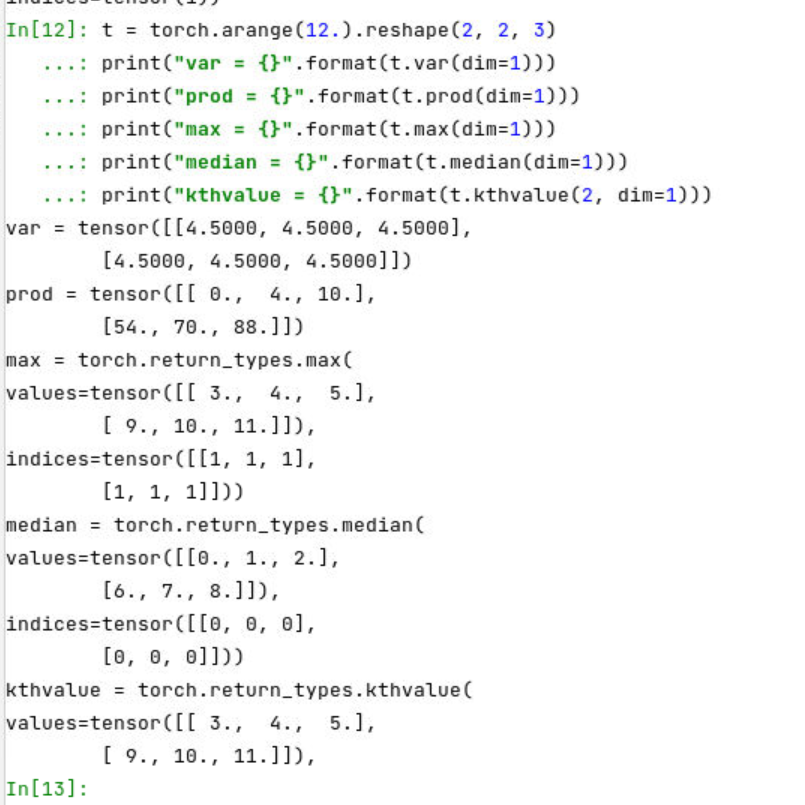 indices=tensor(1))
In[12]: t = torch.arange(12.).reshape(2, 2, 3)
...: print("var = {}".format(t.var(dim=1)))
...: print("prod = {}".format(t.prod(dim=1)))
...: print("max = {}".format(t.max(dim=1)))
...: print("median = {}".format(t.median(dim=1)))
...: print("kthvalue = {}".format(t.kthvalue(2, dim=1)))
var = tensor([[4.5000, 4.5000, 4.5000],
[4.5000, 4.5000, 4.5000]])
prod = tensor([[ 0.,  4., 10.],
[54., 70., 88.]])
max = torch.return_types.max(
values=tensor([[ 3.,  4.,  5.],
[ 9., 10., 11.]]),
indices=tensor([[1, 1, 1],
[1, 1, 1]]))
median = torch.return_types.median(
values=tensor([[0., 1., 2.],
[6., 7., 8.]]),
indices=tensor([[0, 0, 0],
[0, 0, 0]]))
kthvalue = torch.return_types.kthvalue(
values=tensor([[ 3.,  4.,  5.],
[ 9., 10., 11.]]),
In[13]: